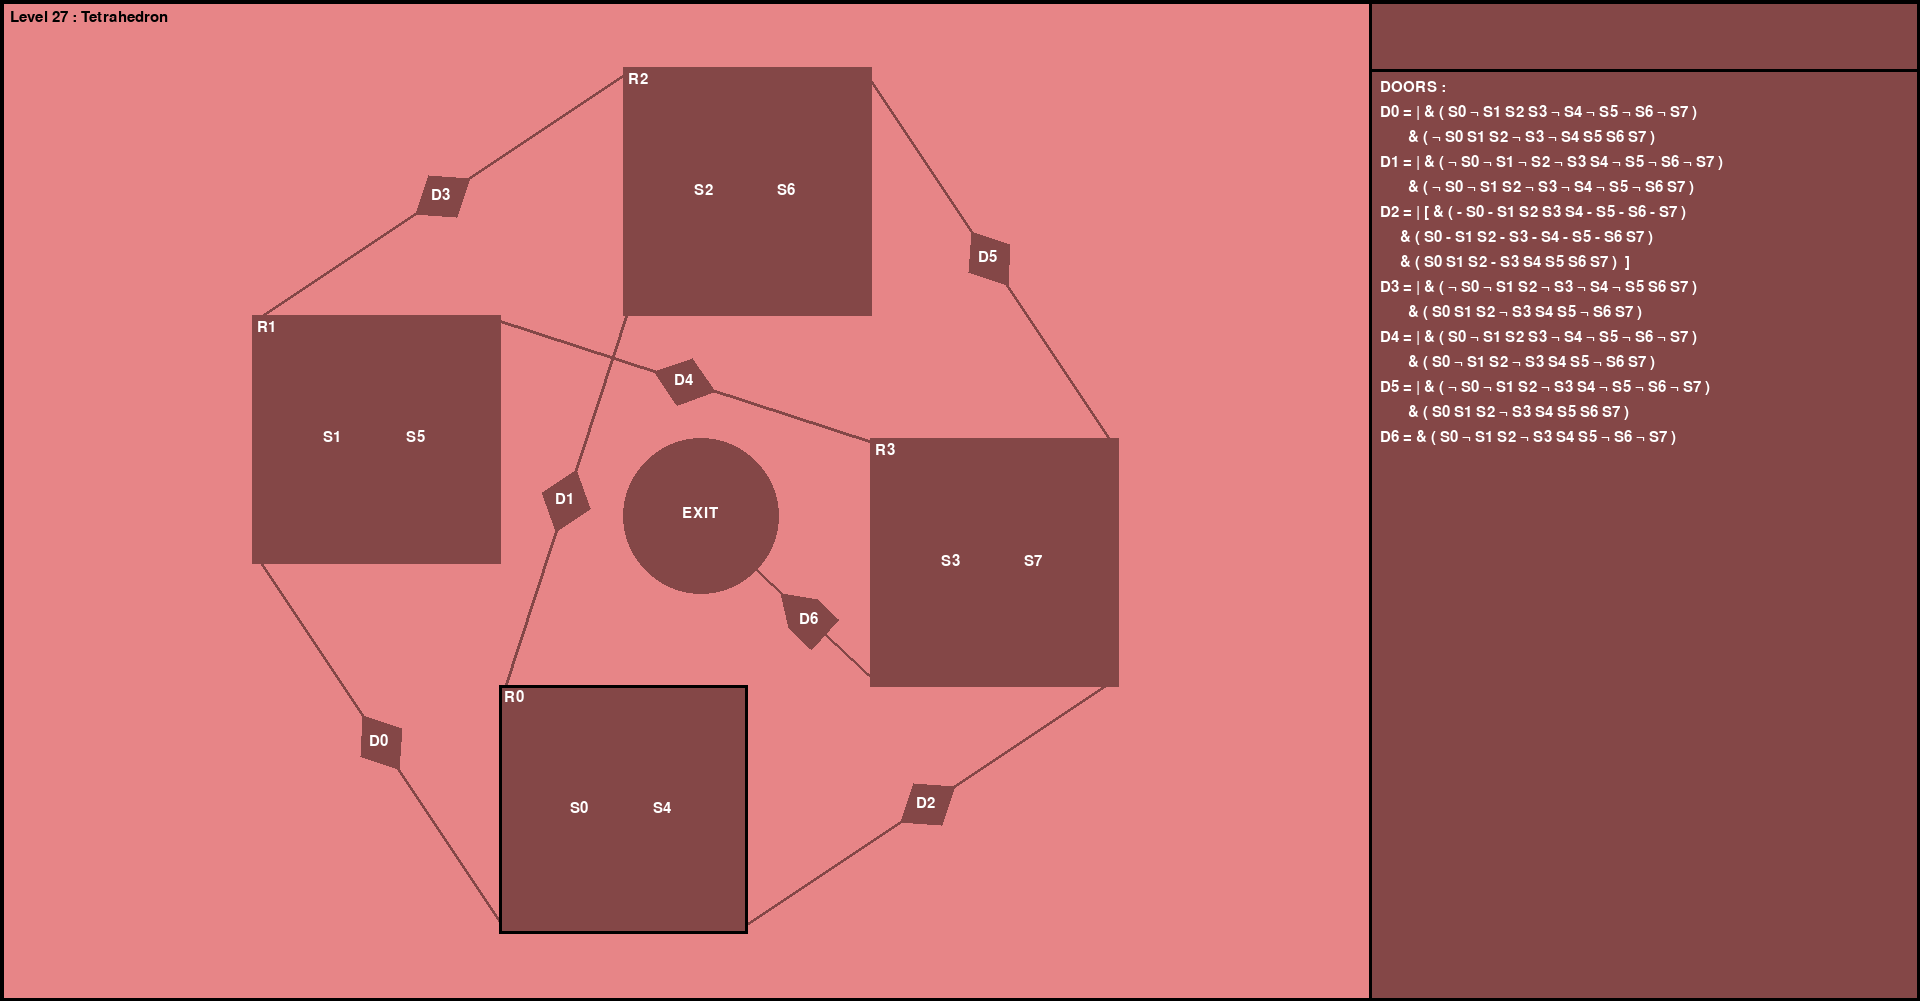 Level 27 : Tetrahedron
R2
D3
S2 S6
D5
R1
D4
S1 S5
R3
D1
EXIT
S3 S7
D6
R0
D0
S0 S4
D2
DOORS :
D0 = | & ( S0 ¬ S1 S2 S3 ¬ S4 ¬ S5 ¬ S6 ¬ S7 )
& ( ¬ S0 S1 S2 ¬ S3 ¬ S4 S5 S6 S7 )
D1 = | & ( ¬ S0 ¬ S1 ¬ S2 ¬ S3 S4 ¬ S5 ¬ S6 ¬ S7 )
& ( ¬ S0 ¬ S1 S2 ¬ S3 ¬ S4 ¬ S5 ¬ S6 S7 )
D2 = | [ & ( - S0 - S1 S2 S3 S4 - S5 - S6 - S7 )
& ( S0 - S1 S2 - S3 - S4 - S5 - S6 S7 )
& ( S0 S1 S2 - S3 S4 S5 S6 S7 ) ]
D3 = | & ( ¬ S0 ¬ S1 S2 ¬ S3 ¬ S4 ¬ S5 S6 S7 )
& ( S0 S1 S2 ¬ S3 S4 S5 ¬ S6 S7 )
D4 = | & ( S0 ¬ S1 S2 S3 ¬ S4 ¬ S5 ¬ S6 ¬ S7 )
& ( S0 ¬ S1 S2 ¬ S3 S4 S5 ¬ S6 S7 )
D5 = | & ( ¬ S0 ¬ S1 S2 ¬ S3 S4 ¬ S5 ¬ S6 ¬ S7 )
& ( S0 S1 S2 ¬ S3 S4 S5 S6 S7 )
D6 = & ( S0 ¬ S1 S2 ¬ S3 S4 S5 ¬ S6 ¬ S7 )